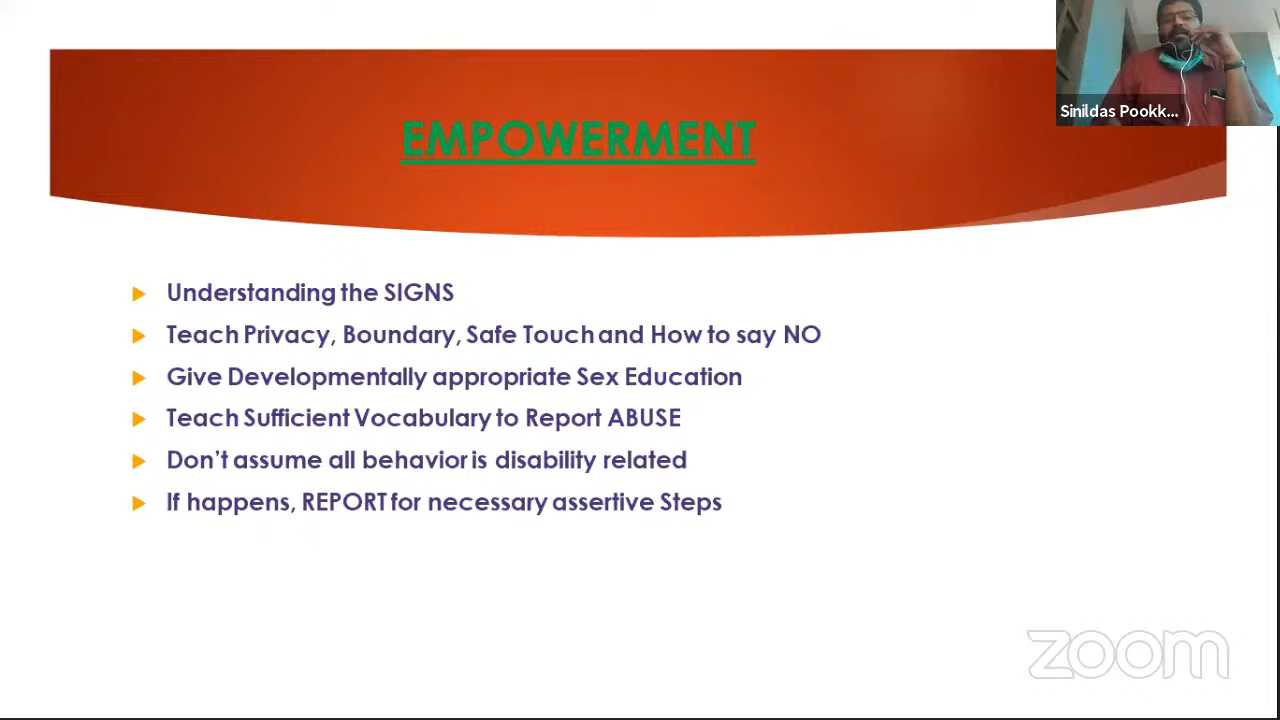 Sinildas Pookk...
EMPOWERMENT
Understanding the SIGNS
Teach Privacy, Boundary, Safe Touch and How to say NO
Give Developmentally appropriate Sex Education
Teach Sufficient Vocabulary to Report ABUSE
Don't assume all behavior is disability related
If happens, REPORT for necessary assertive Steps
zoom